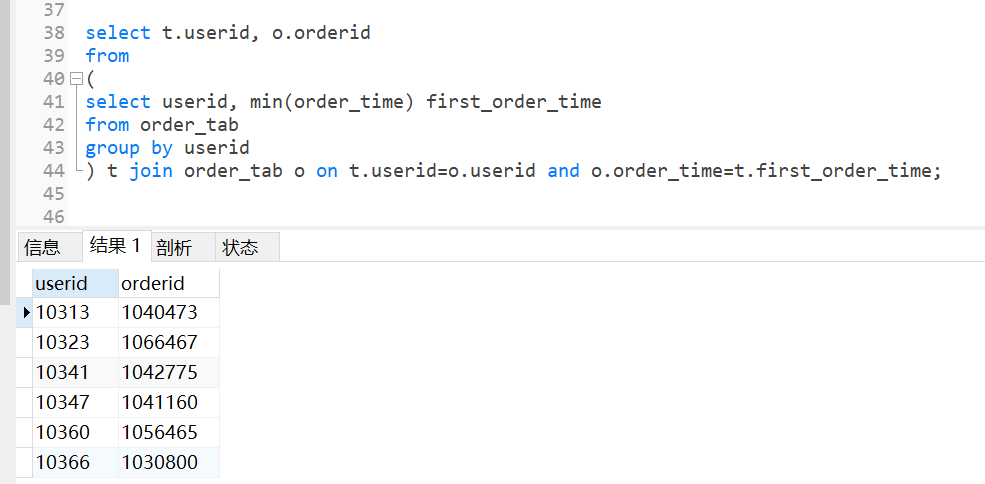 37
38 select t.userid, o.orderid
39 from
40 (
41 select userid, min(order_time) first_order_time
42 from order_tab
43 group by userid
44 ) t join order_tab o on t.userid=o.userid and o.order_time=t.first_order_time;
45
46
信息 结果 1 剖析 状态
userid orderid
10313 1040473
10323 1066467
10341 1042775
10347 1041160
10360 1056465
10366 1030800